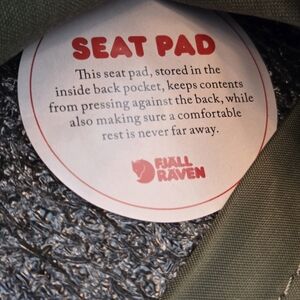 SEAT PAD
This seat pad, stored in the
inside back pocket, keeps contents
from pressing against the back, while
also making sure a comfortable
rest is never far away.
FJÄLL
RÄVEN